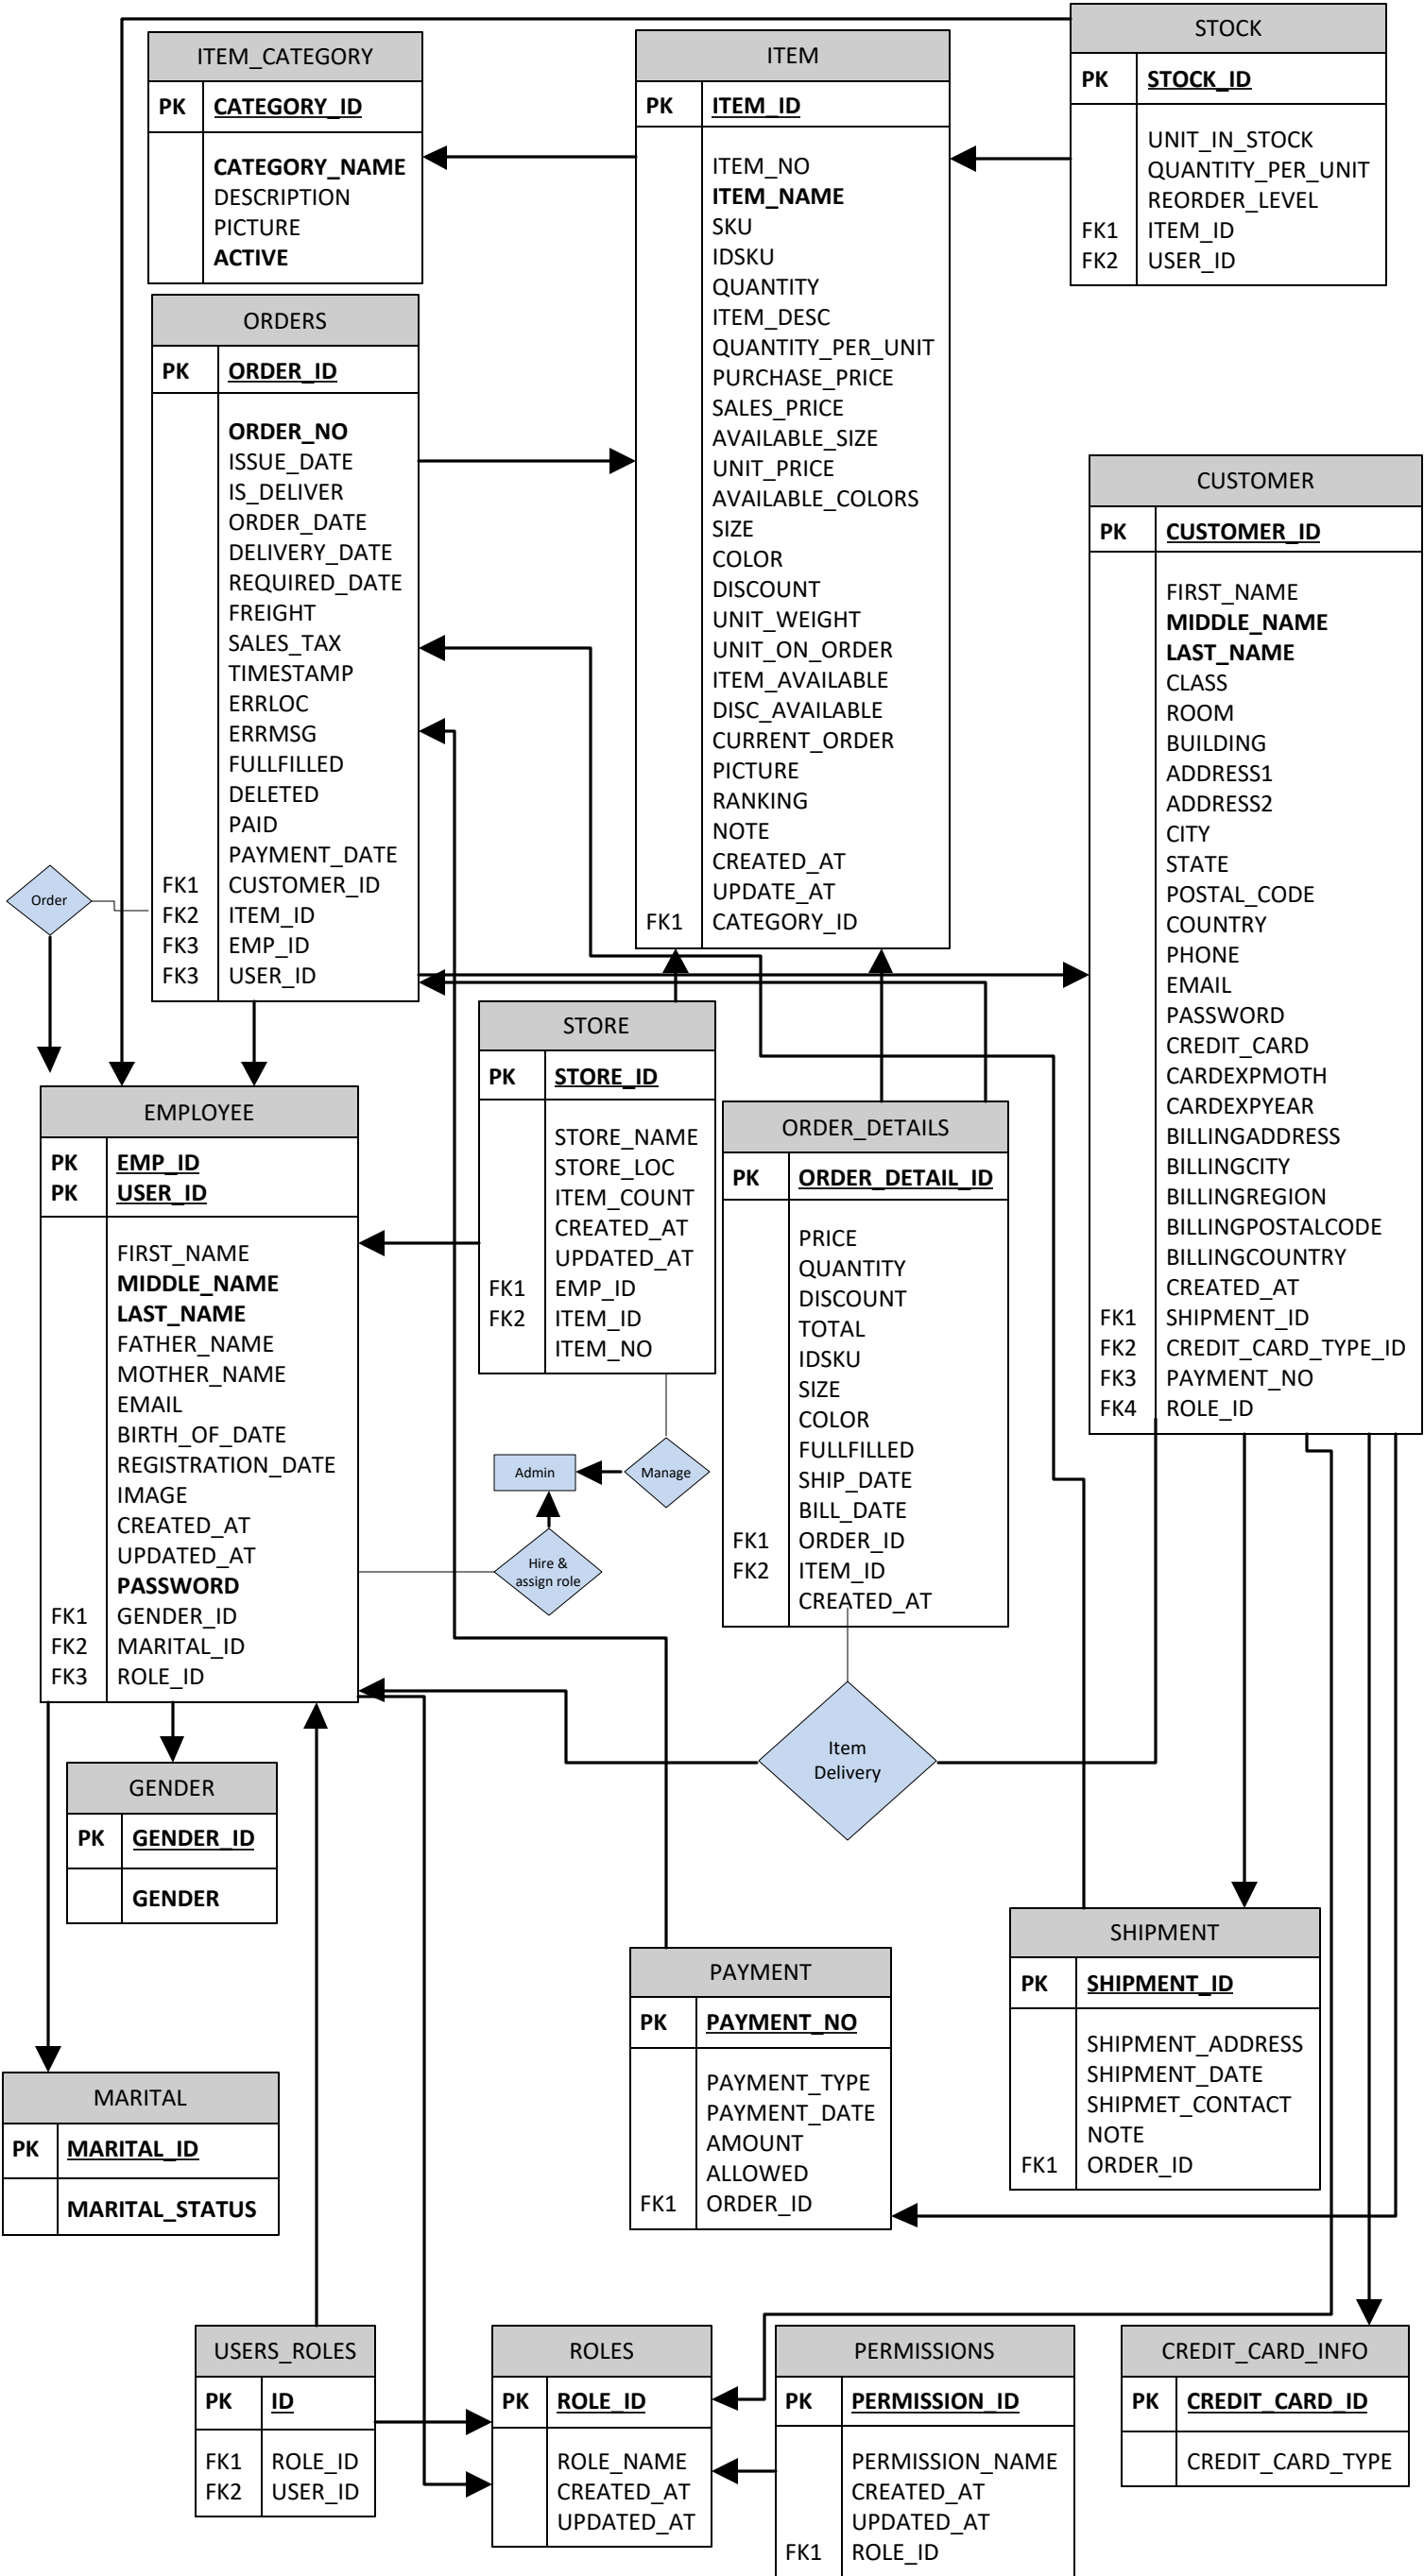 ITEM_CATEGORY
PK CATEGORY_ID
CATEGORY_NAME
DESCRIPTION
PICTURE
ACTIVE
ITEM
PK ITEM_ID
ITEM_NO
ITEM_NAME
SKU
IDSKU
QUANTITY
ITEM_DESC
QUANTITY_PER_UNIT
PURCHASE_PRICE
SALES_PRICE
AVAILABLE_SIZE
UNIT_PRICE
AVAILABLE_COLORS
SIZE
COLOR
DISCOUNT
UNIT_WEIGHT
UNIT_ON_ORDER
ITEM_AVAILABLE
DISC_AVAILABLE
CURRENT_ORDER
PICTURE
RANKING
NOTE
CREATED_AT
UPDATE_AT
FK1 CATEGORY_ID
STOCK
PK STOCK_ID
UNIT_IN_STOCK
QUANTITY_PER_UNIT
REORDER_LEVEL
FK1 ITEM_ID
FK2 USER_ID
ORDERS
PK ORDER_ID
ORDER_NO
ISSUE_DATE
IS_DELIVER
ORDER_DATE
DELIVERY_DATE
REQUIRED_DATE
FREIGHT
SALES_TAX
TIMESTAMP
ERRLOC
ERRMSG
FULLFILLED
DELETED
PAID
PAYMENT_DATE
FK1 CUSTOMER_ID
FK2 ITEM_ID
FK3 EMP_ID
FK3 USER_ID
Order
CUSTOMER
PK CUSTOMER_ID
FIRST_NAME
MIDDLE_NAME
LAST_NAME
CLASS
ROOM
BUILDING
ADDRESS1
ADDRESS2
CITY
STATE
POSTAL_CODE
COUNTRY
PHONE
EMAIL
PASSWORD
CREDIT_CARD
CARDEXPMOTH
CARDEXPYEAR
BILLINGADDRESS
BILLINGCITY
BILLINGREGION
BILLINGPOSTALCODE
BILLINGCOUNTRY
CREATED_AT
FK1 SHIPMENT_ID
FK2 CREDIT_CARD_TYPE_ID
FK3 PAYMENT_NO
FK4 ROLE_ID
EMPLOYEE
PK EMP_ID
PK USER_ID
FIRST_NAME
MIDDLE_NAME
LAST_NAME
FATHER_NAME
MOTHER_NAME
EMAIL
BIRTH_OF_DATE
REGISTRATION_DATE
IMAGE
CREATED_AT
UPDATED_AT
PASSWORD
FK1 GENDER_ID
FK2 MARITAL_ID
FK3 ROLE_ID
STORE
PK STORE_ID
STORE_NAME
STORE_LOC
ITEM_COUNT
CREATED_AT
UPDATED_AT
FK1 EMP_ID
FK2 ITEM_ID
ITEM_NO
ORDER_DETAILS
PK ORDER_DETAIL_ID
PRICE
QUANTITY
DISCOUNT
TOTAL
IDSKU
SIZE
COLOR
FULLFILLED
SHIP_DATE
BILL_DATE
FK1 ORDER_ID
FK2 ITEM_ID
CREATED_AT
Admin
Manage
Hire &
assign role
Item
Delivery
GENDER
PK GENDER_ID
GENDER
PAYMENT
PK PAYMENT_NO
PAYMENT_TYPE
PAYMENT_DATE
AMOUNT
ALLOWED
FK1 ORDER_ID
SHIPMENT
PK SHIPMENT_ID
SHIPMENT_ADDRESS
SHIPMENT_DATE
SHIPMET_CONTACT
NOTE
FK1 ORDER_ID
MARITAL
PK MARITAL_ID
MARITAL_STATUS
USERS_ROLES
PK ID
FK1 ROLE_ID
FK2 USER_ID
ROLES
PK ROLE_ID
ROLE_NAME
CREATED_AT
UPDATED_AT
PERMISSIONS
PK PERMISSION_ID
PERMISSION_NAME
CREATED_AT
UPDATED_AT
FK1 ROLE_ID
CREDIT_CARD_INFO
PK CREDIT_CARD_ID
CREDIT_CARD_TYPE